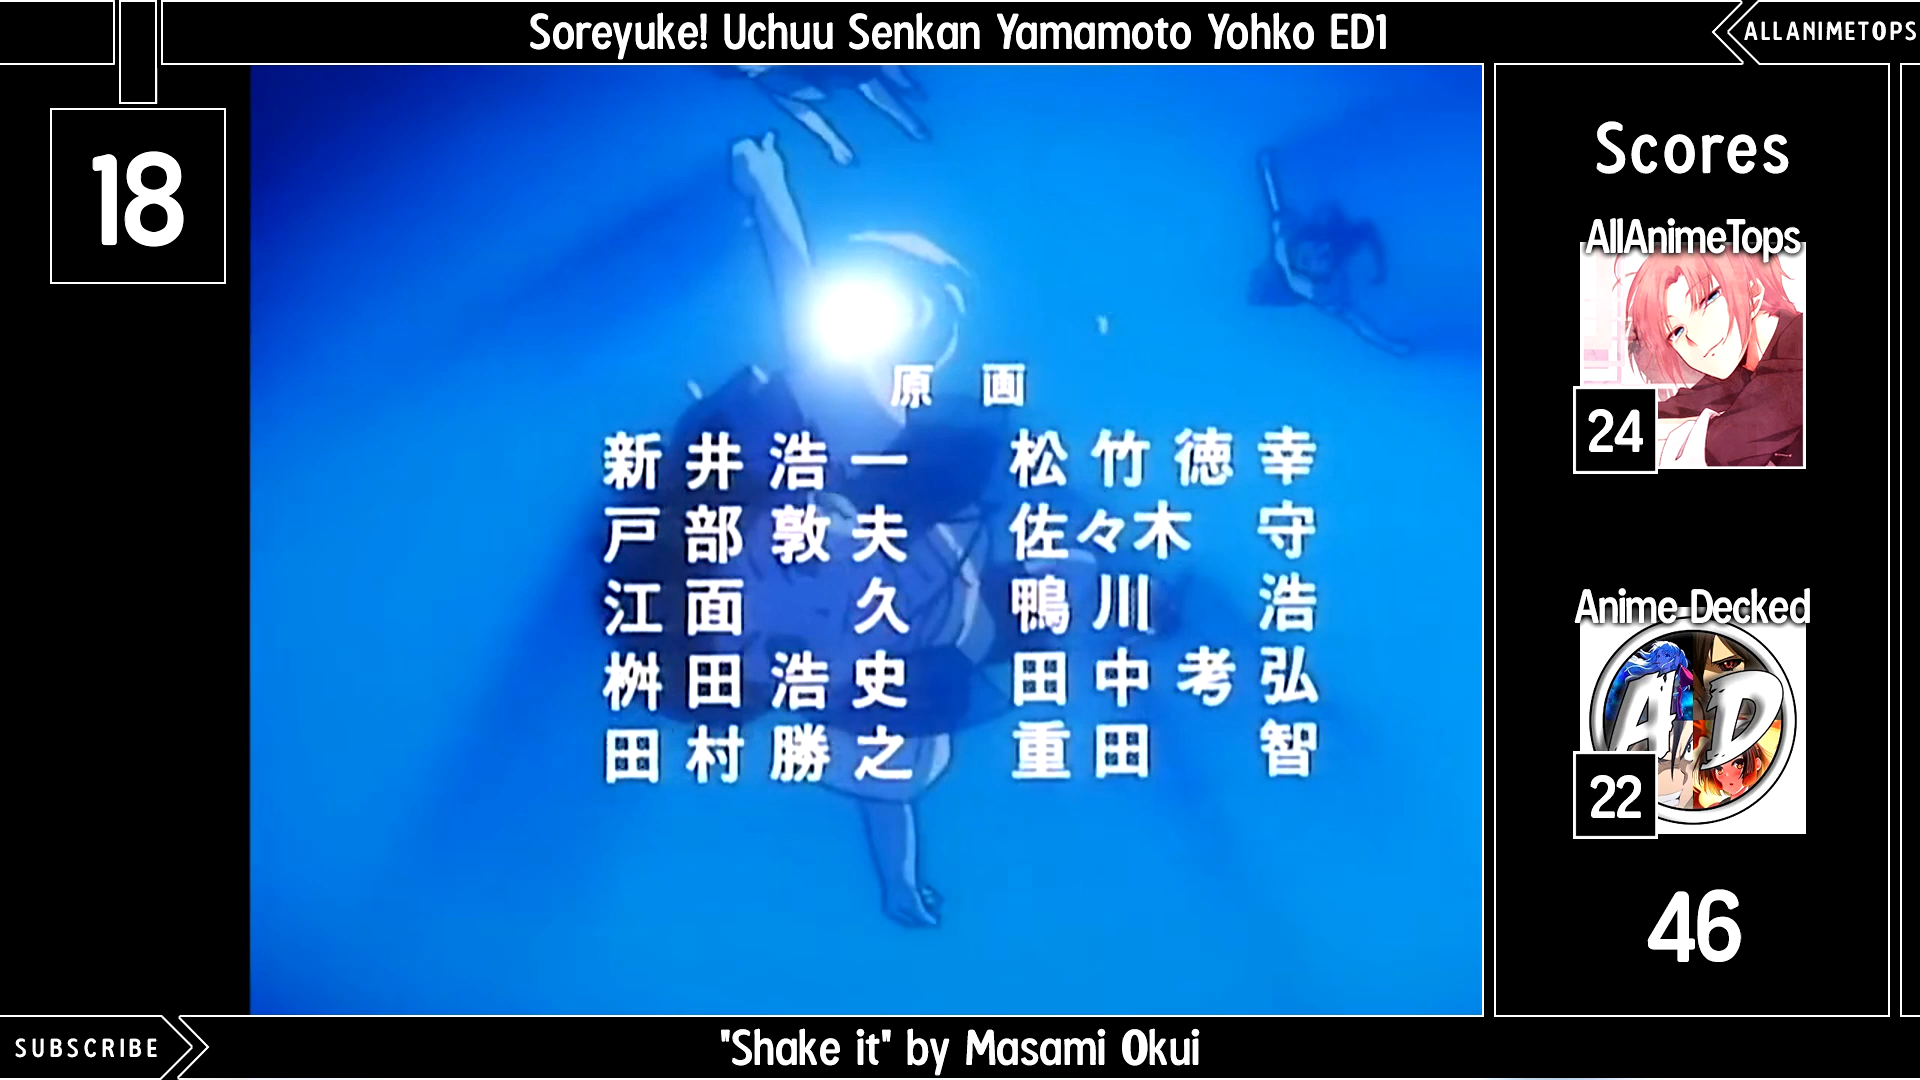 Soreyuke! Uchuu Senkan Yamamoto Yohko ED1
ALLANIMETOPS
18
Scores
AllAnimeTops
24
原画
新井浩一 松竹徳幸
戸部敦夫 佐々木守
江面久 鴨川浩
桝田浩史 田中考弘
田村勝之 重田智
Anime Decked
AD
22
46
SUBSCRIBE
"Shake it" by Masami Okui